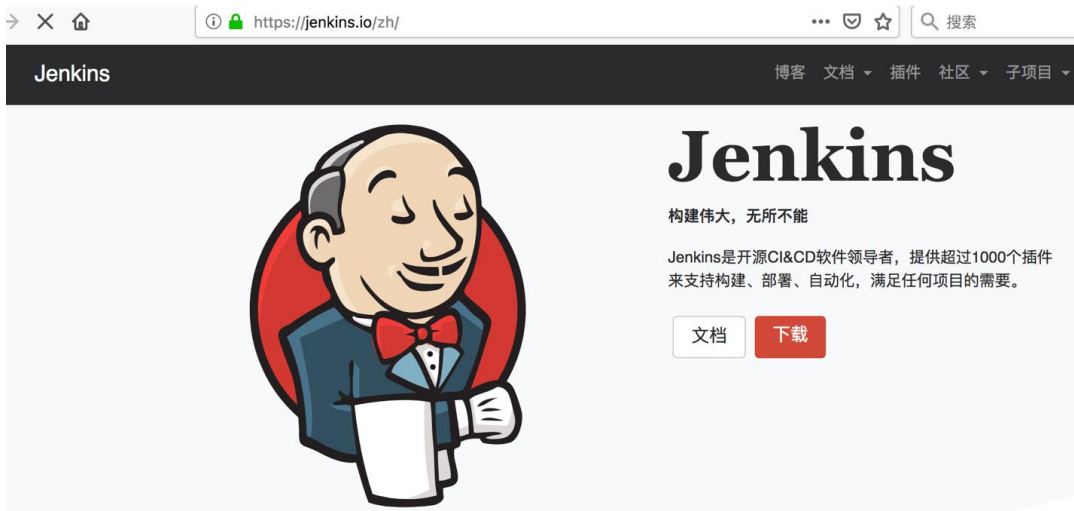 https://jenkins.io/zh/
搜索
Jenkins
博客 文档 插件 社区 子项目
Jenkins
构建伟大，无所不能
Jenkins是开源CI&CD软件领导者，提供超过1000个插件
来支持构建、部署、自动化，满足任何项目的需要。
文档 下载